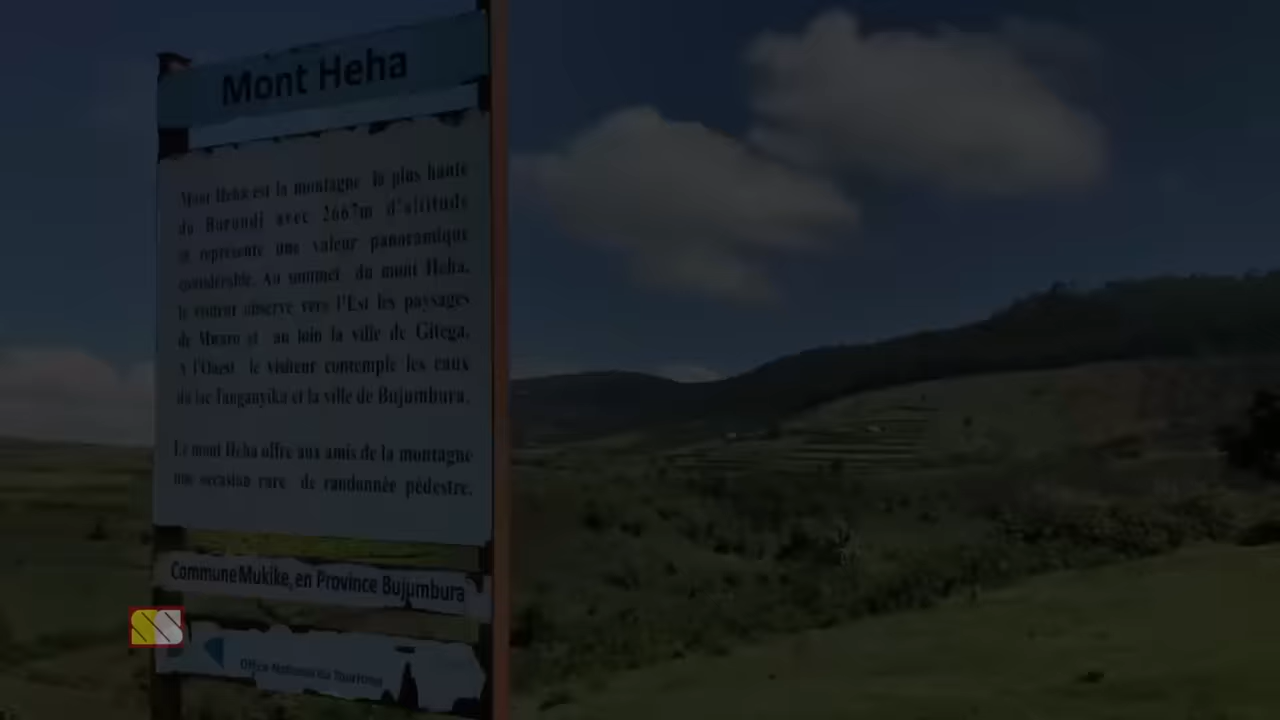 Mont Heha
Mont Heha est la montagne la plus haute
du Burundi avec 2667m d'altitude
et représente une valeur panoramique
considérable. Au sommet du mont Heha,
le visiteur observe vers l'Est les paysages
de Mwaro et au loin la ville de Gitega,
A l'Ouest le visiteur contemple les eaux
du lac Tanganyika et la ville de Bujumbura.
Le mont Heha offre aux amis de la montagne
une occasion rare de randonnée pédestre.
Commune Mukike, en Province Bujumbura
Office National du Tourisme